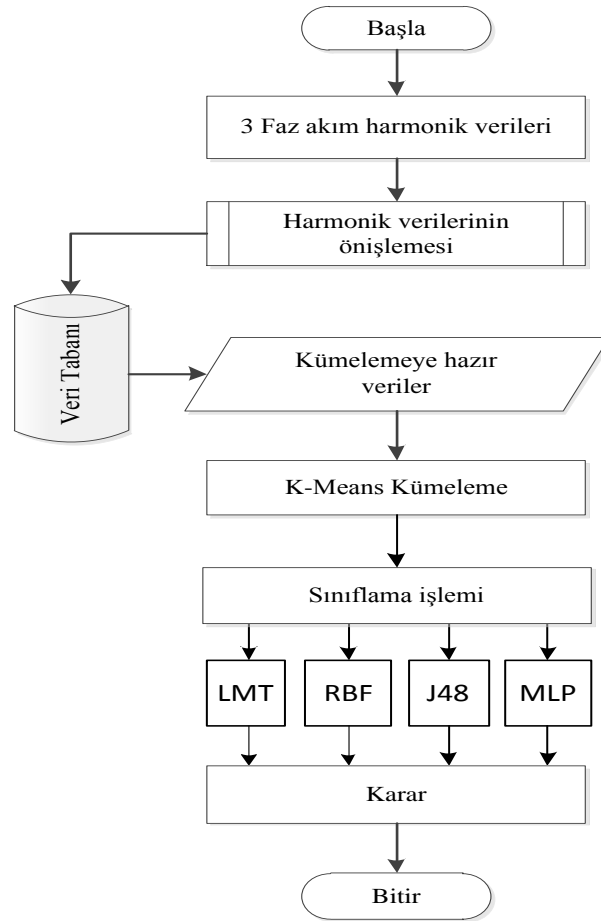 Başla
3 Faz akım harmonik verileri
Harmonik verilerinin
önişlemesi
Veri Tabanı
Kümelemeye hazır
veriler
K-Means Kümeleme
Sınıflama işlemi
LMT
RBF
J48
MLP
Karar
Bitir